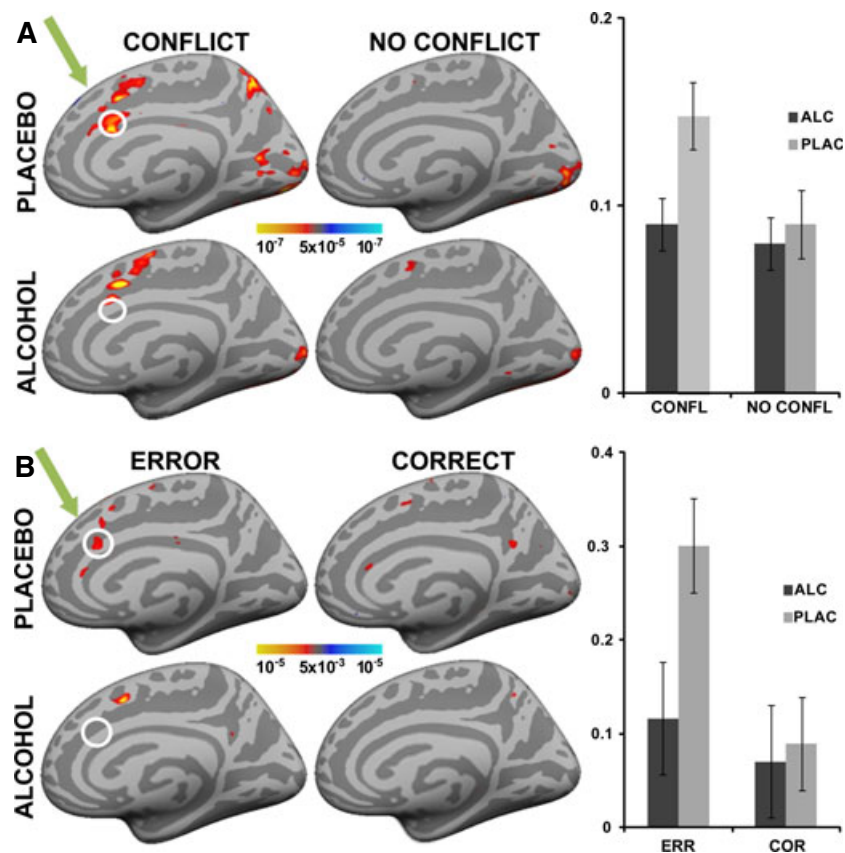 A
CONFLICT
NO CONFLICT
PLACEBO
10⁻⁷ 5x10⁻⁵ 10⁻⁷
ALCOHOL
0.2
0.1
0
ALC
PLAC
CONFL
NO CONFL
B
ERROR
CORRECT
PLACEBO
10⁻⁵ 5x10⁻³ 10⁻⁵
ALCOHOL
0.4
0.3
0.2
0.1
0
ALC
PLAC
ERR
COR